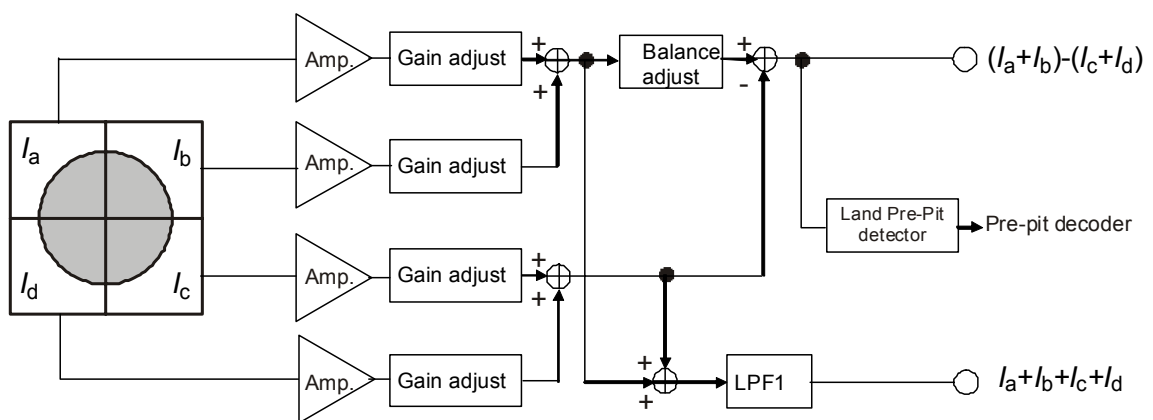 Amp.
Gain adjust
+
+
Balance
adjust
+
-
(Ia+Ib)-(Ic+Id)
Ia
Ib
Amp.
Gain adjust
Land Pre-Pit
detector
Pre-pit decoder
Id
Ic
Amp.
Gain adjust
+
+
Amp.
Gain adjust
+
+
LPF1
Ia+Ib+Ic+Id